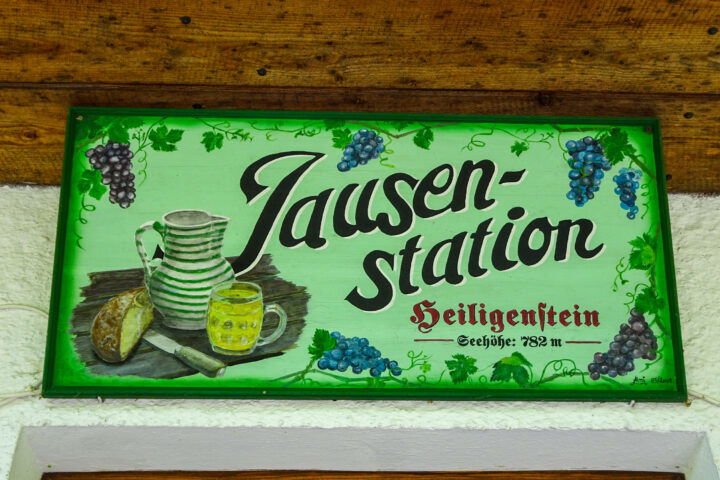 Jausen-
station
Heiligenſtein
Seehöhe: 782 m